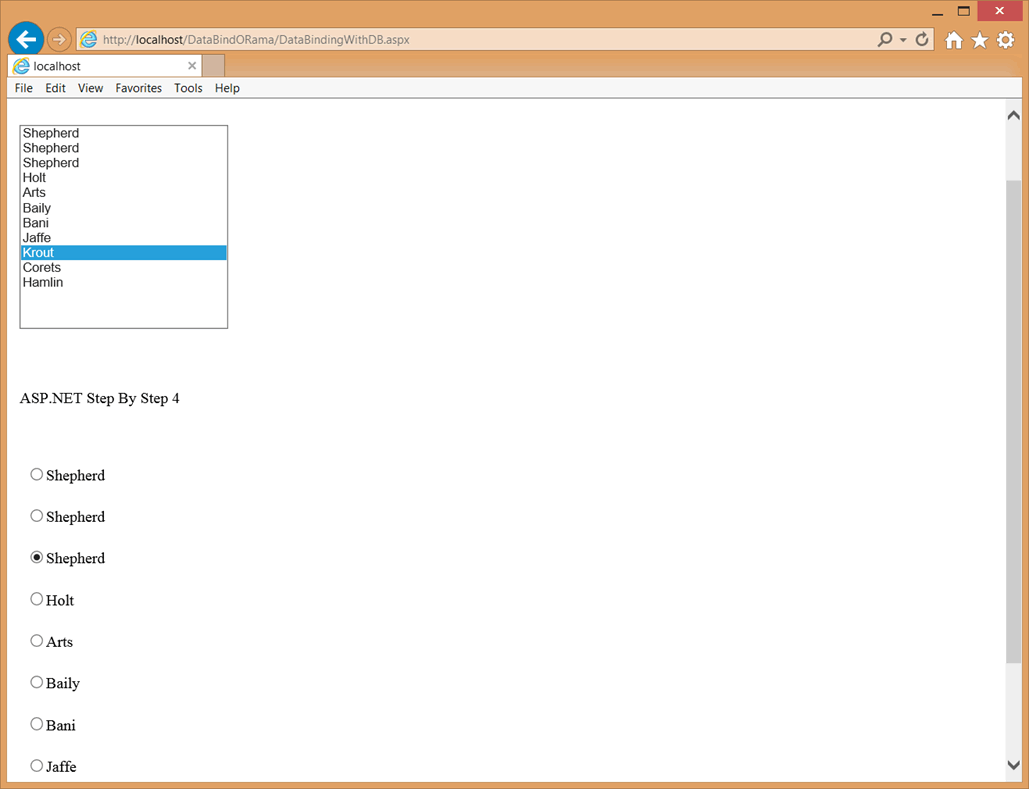 http://localhost/DataBindORama/DataBindingWithDB.aspx
localhost
File Edit View Favorites Tools Help
Shepherd
Shepherd
Shepherd
Holt
Arts
Baily
Bani
Jaffe
Krout
Corets
Hamlin
ASP.NET Step By Step 4
Shepherd
Shepherd
Shepherd
Holt
Arts
Baily
Bani
Jaffe